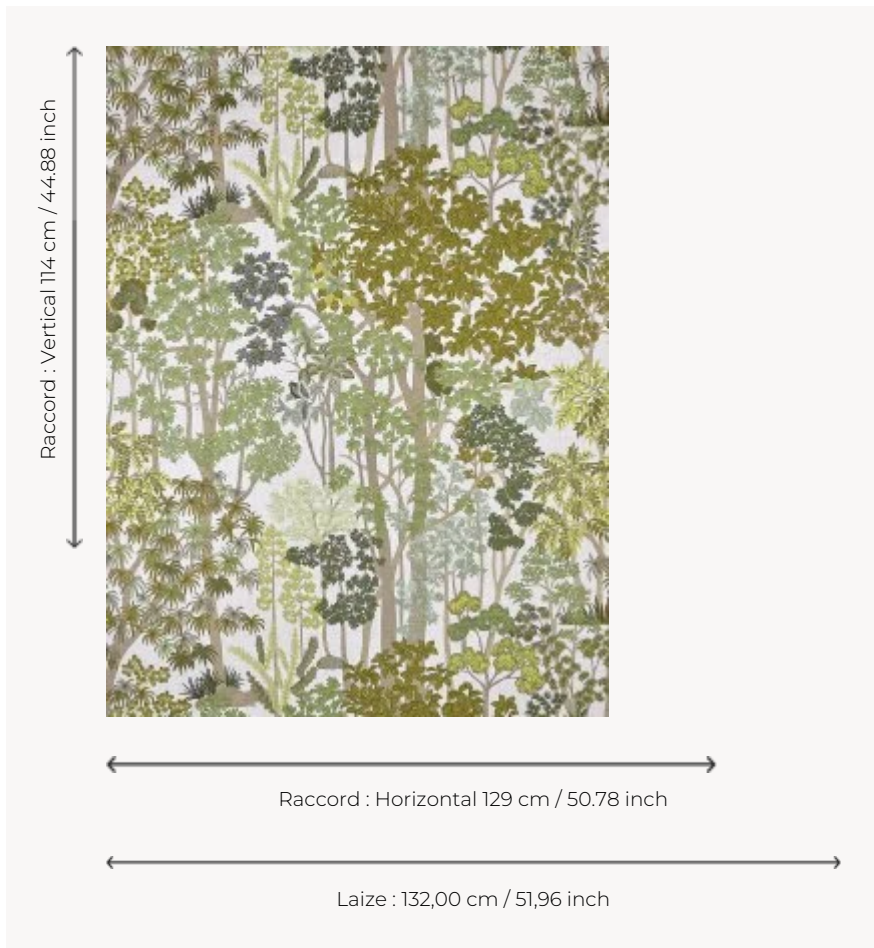 Raccord : Vertical 114 cm / 44.88 inch
Raccord : Horizontal 129 cm / 50.78 inch
Laize : 132,00 cm / 51,96 inch